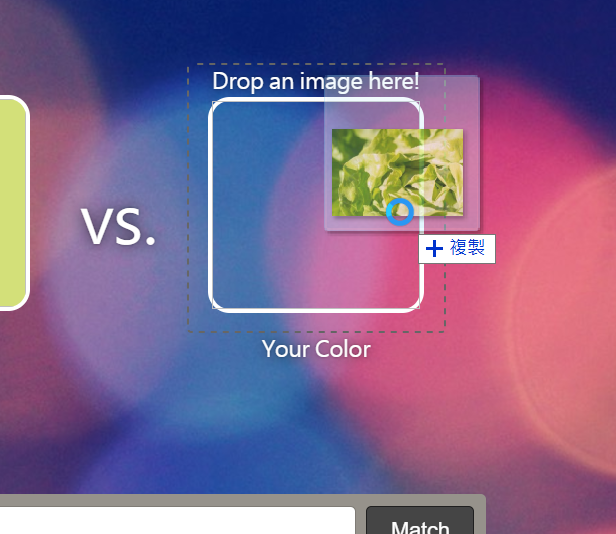 Drop an image here!
vs.
複製
Your Color
Match